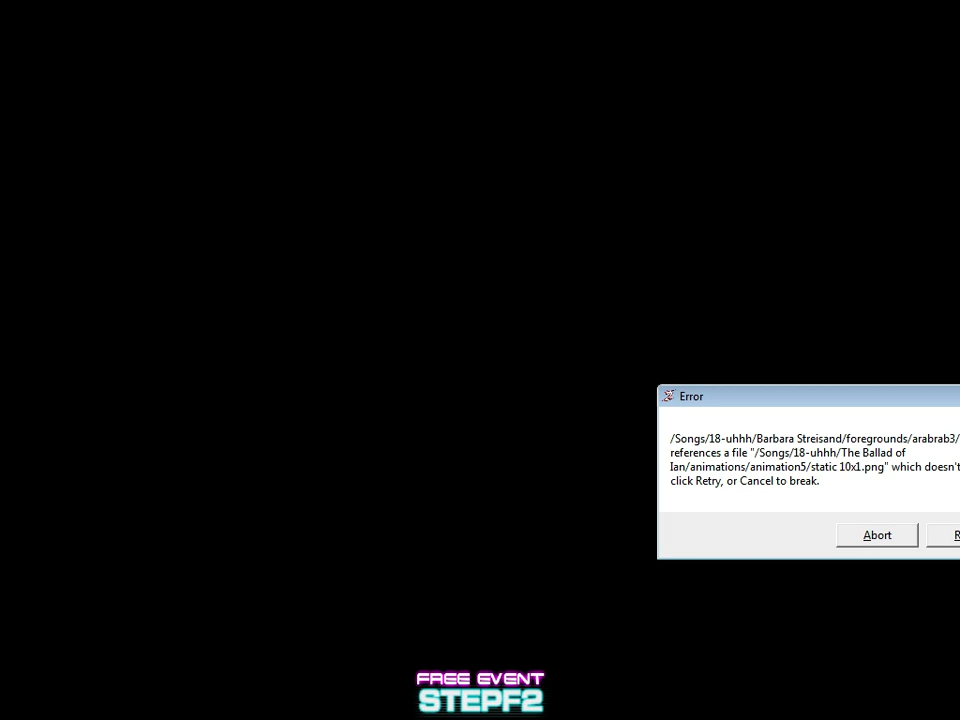 Error
/Songs/18-uhhh/Barbara Streisand/foregrounds/arabrab3/
references a file "/Songs/18-uhhh/The Ballad of
Ian/animations/animation5/static 10x1.png" which doesn't
click Retry, or Cancel to break.
Abort
R
FREE EVENT
STEPF2